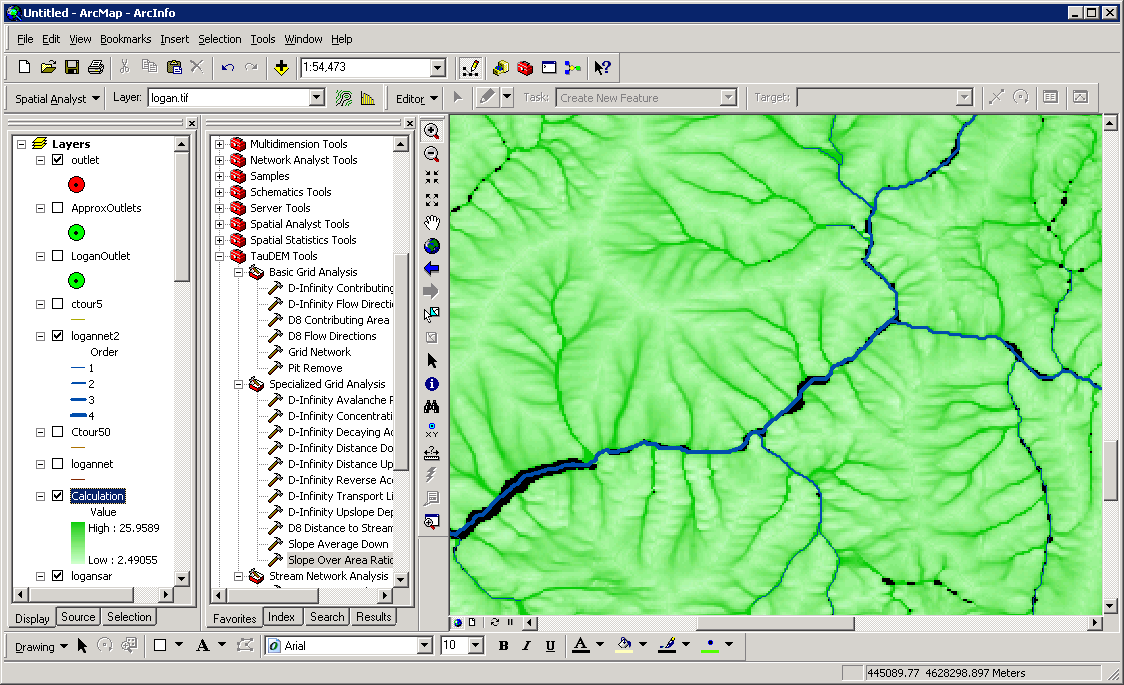 Untitled - ArcMap - ArcInfo
File Edit View Bookmarks Insert Selection Tools Window Help
1:54,473
Spatial Analyst Layer: logan.tif Editor Task: Create New Feature Target:
Layers
outlet
ApproxOutlets
LoganOutlet
ctour5
logannet2
Order
1
2
3
4
Ctour50
logannet
Calculation
Value
High : 25.9589
Low : 2.49055
logansar
Display Source Selection
Multidimension Tools
Network Analyst Tools
Samples
Schematics Tools
Server Tools
Spatial Analyst Tools
Spatial Statistics Tools
TauDEM Tools
Basic Grid Analysis
D-Infinity Contributing
D-Infinity Flow Directi
D8 Contributing Area
D8 Flow Directions
Grid Network
Pit Remove
Specialized Grid Analysis
D-Infinity Avalanche R
D-Infinity Concentrati
D-Infinity Decaying Ac
D-Infinity Distance Do
D-Infinity Distance Up
D-Infinity Reverse Acc
D-Infinity Transport Li
D-Infinity Upslope Dep
D8 Distance to Stream
Slope Average Down
Slope Over Area Ratio
Stream Network Analysis
Favorites Index Search Results
XY
Drawing A Arial 10 B I U A
445089.77 4628298.897 Meters